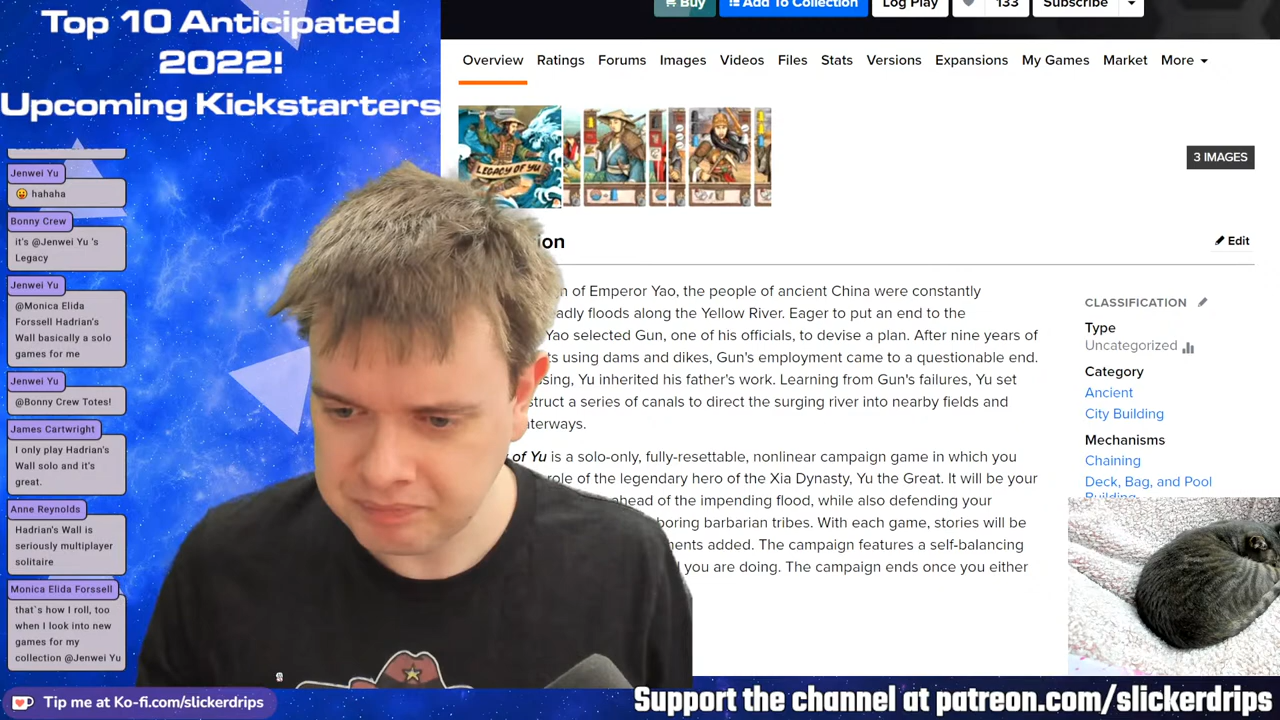 Top 10 Anticipated
2022!
Upcoming Kickstarters
Jenwei Yu
😀 hahaha
Bonny Crew
it's @Jenwei Yu 's
Legacy
Jenwei Yu
@Monica Elida
Forssell Hadrian's
Wall basically a solo
games for me
Jenwei Yu
@Bonny Crew Totes!
James Cartwright
I only play Hadrian's
Wall solo and it's
great.
Anne Reynolds
Hadrian's Wall is
seriously multiplayer
solitaire
Monica Elida Forssell
that`s how I roll, too
when I look into new
games for my
collection @Jenwei Yu
Tip me at Ko-fi.com/slickerdrips
Buy
Add To Collection
Log Play
133
Subscribe
Overview Ratings Forums Images Videos Files Stats Versions Expansions My Games Market More
LEGACY OF YU
3 IMAGES
Edit
of Emperor Yao, the people of ancient China were constantly
floods along the Yellow River. Eager to put an end to the
Yao selected Gun, one of his officials, to devise a plan. After nine years of
using dams and dikes, Gun's employment came to a questionable end.
Yu inherited his father's work. Learning from Gun's failures, Yu set
a series of canals to direct the surging river into nearby fields and
of Yu is a solo-only, fully-resettable, nonlinear campaign game in which you
role of the legendary hero of the Xia Dynasty, Yu the Great. It will be your
ahead of the impending flood, while also defending your
barbarian tribes. With each game, stories will be
added. The campaign features a self-balancing
you are doing. The campaign ends once you either
CLASSIFICATION
Type
Uncategorized
Category
Ancient
City Building
Mechanisms
Chaining
Deck, Bag, and Pool
Building
Support the channel at patreon.com/slickerdrips